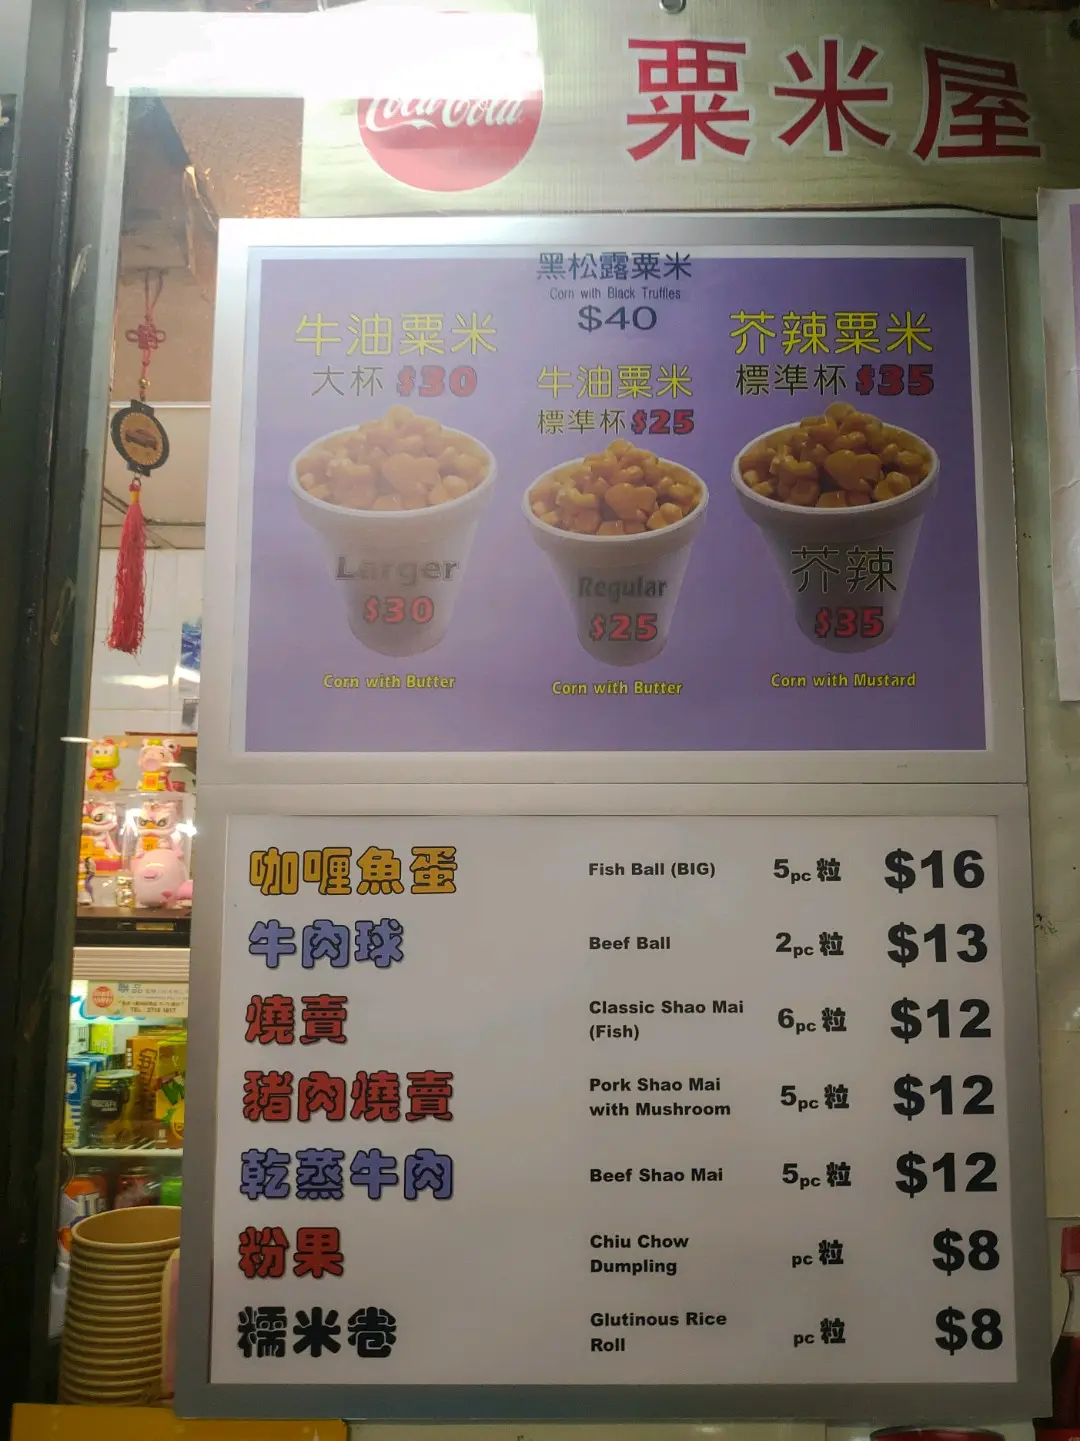 Coca-Cola
粟米屋
黑松露粟米
Corn with Black Truffles
$40
牛油粟米
大杯 $30
牛油粟米
標準杯 $25
芥辣粟米
標準杯 $35
Larger
$30
Regular
$25
芥辣
$35
Corn with Butter
Corn with Butter
Corn with Mustard
咖喱魚蛋 Fish Ball (BIG) 5pc 粒 $16
牛肉球 Beef Ball 2pc 粒 $13
燒賣 Classic Shao Mai (Fish) 6pc 粒 $12
豬肉燒賣 Pork Shao Mai with Mushroom 5pc 粒 $12
乾蒸牛肉 Beef Shao Mai 5pc 粒 $12
粉果 Chiu Chow Dumpling pc 粒 $8
糯米卷 Glutinous Rice Roll pc 粒 $8